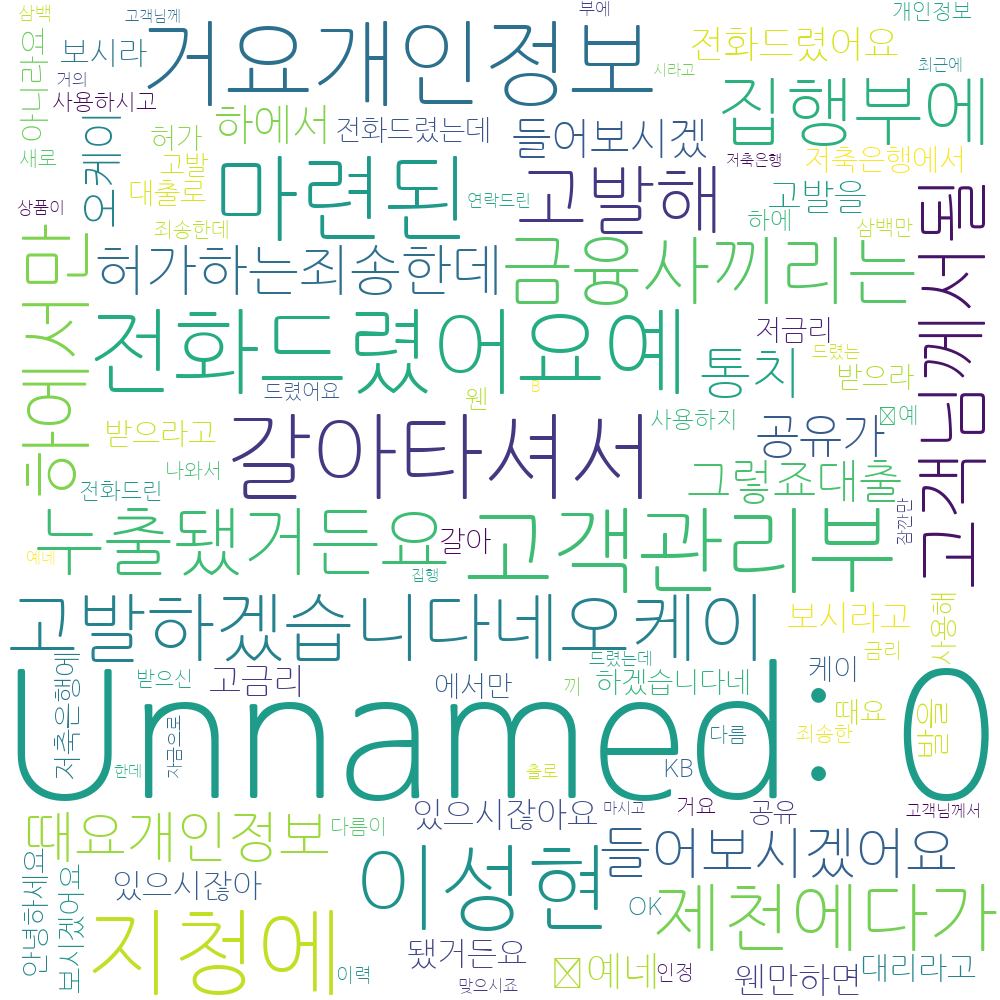 삼백
고객님께
부에
개인정보
아니라요
보시라
거요개인정보
전화드렸어요
거의
시라고
최근에
사용하시고
하에서
전화드렸는데
들어보시겠
집행부에
오케이
허가
새로
고발
마련된
고발해
저축은행
저축은행에서
대출로
연락드린
고발을
상품이
죄송한데
하에
삼백만
하에서만
허가하는죄송한데
금융사끼리는
고객님께서될
전화드렸어요예
저금리
드렸는
통치
받으라
드렸어요
B
웬
사용하지
예
받으라고
갈아타셔서
공유가
나와서
그렇죠대출
전화드린
누출됐거든요
갈아
고객관리부
잠깐만
예네
집행
고발하겠습니다네오케이
보시라고
사용해
드렸는데
금리
저축은행에
받으신
고금리
에서만
끼
하겠습니다네
케이
Unnamed: 0
때요
발을
자금으로
한데
다름
죄송한
출로
KB
있으시잖아요
마시고
거요
공유
고객님께서
때요개인정보
다름이
이성현
들어보시겠어요
안녕하세요
보시겠어요
있으시잖아
지청에
OK
제천에다가
됐거든요
예네
이력
맞으시죠
인정
웬만하면
대리라고